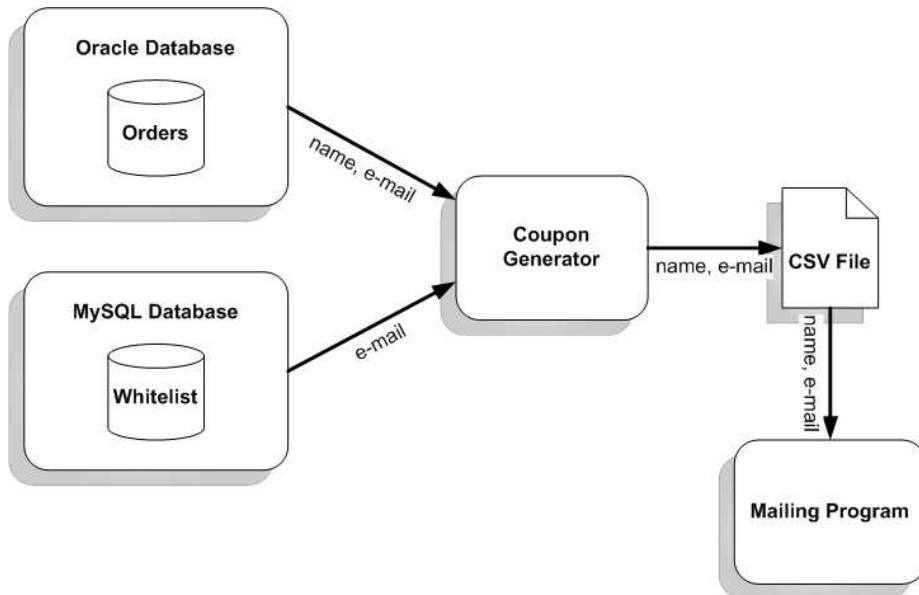 Oracle Database
Orders
name, e-mail
MySQL Database
Whitelist
e-mail
Coupon
Generator
name, e-mail
CSV File
name, e-mail
Mailing Program